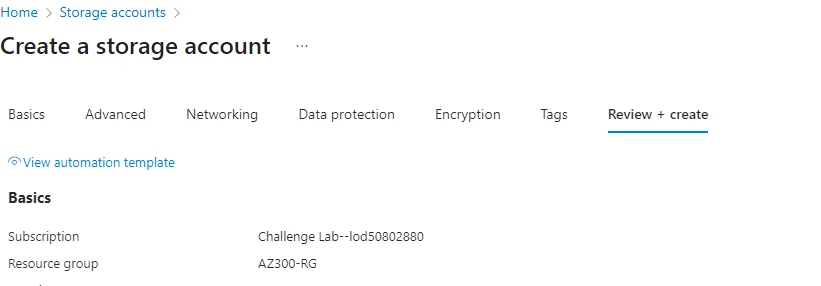 Home > Storage accounts >
Create a storage account ...
Basics Advanced Networking Data protection Encryption Tags Review + create
View automation template
Basics
Subscription Challenge Lab--lod50802880
Resource group AZ300-RG